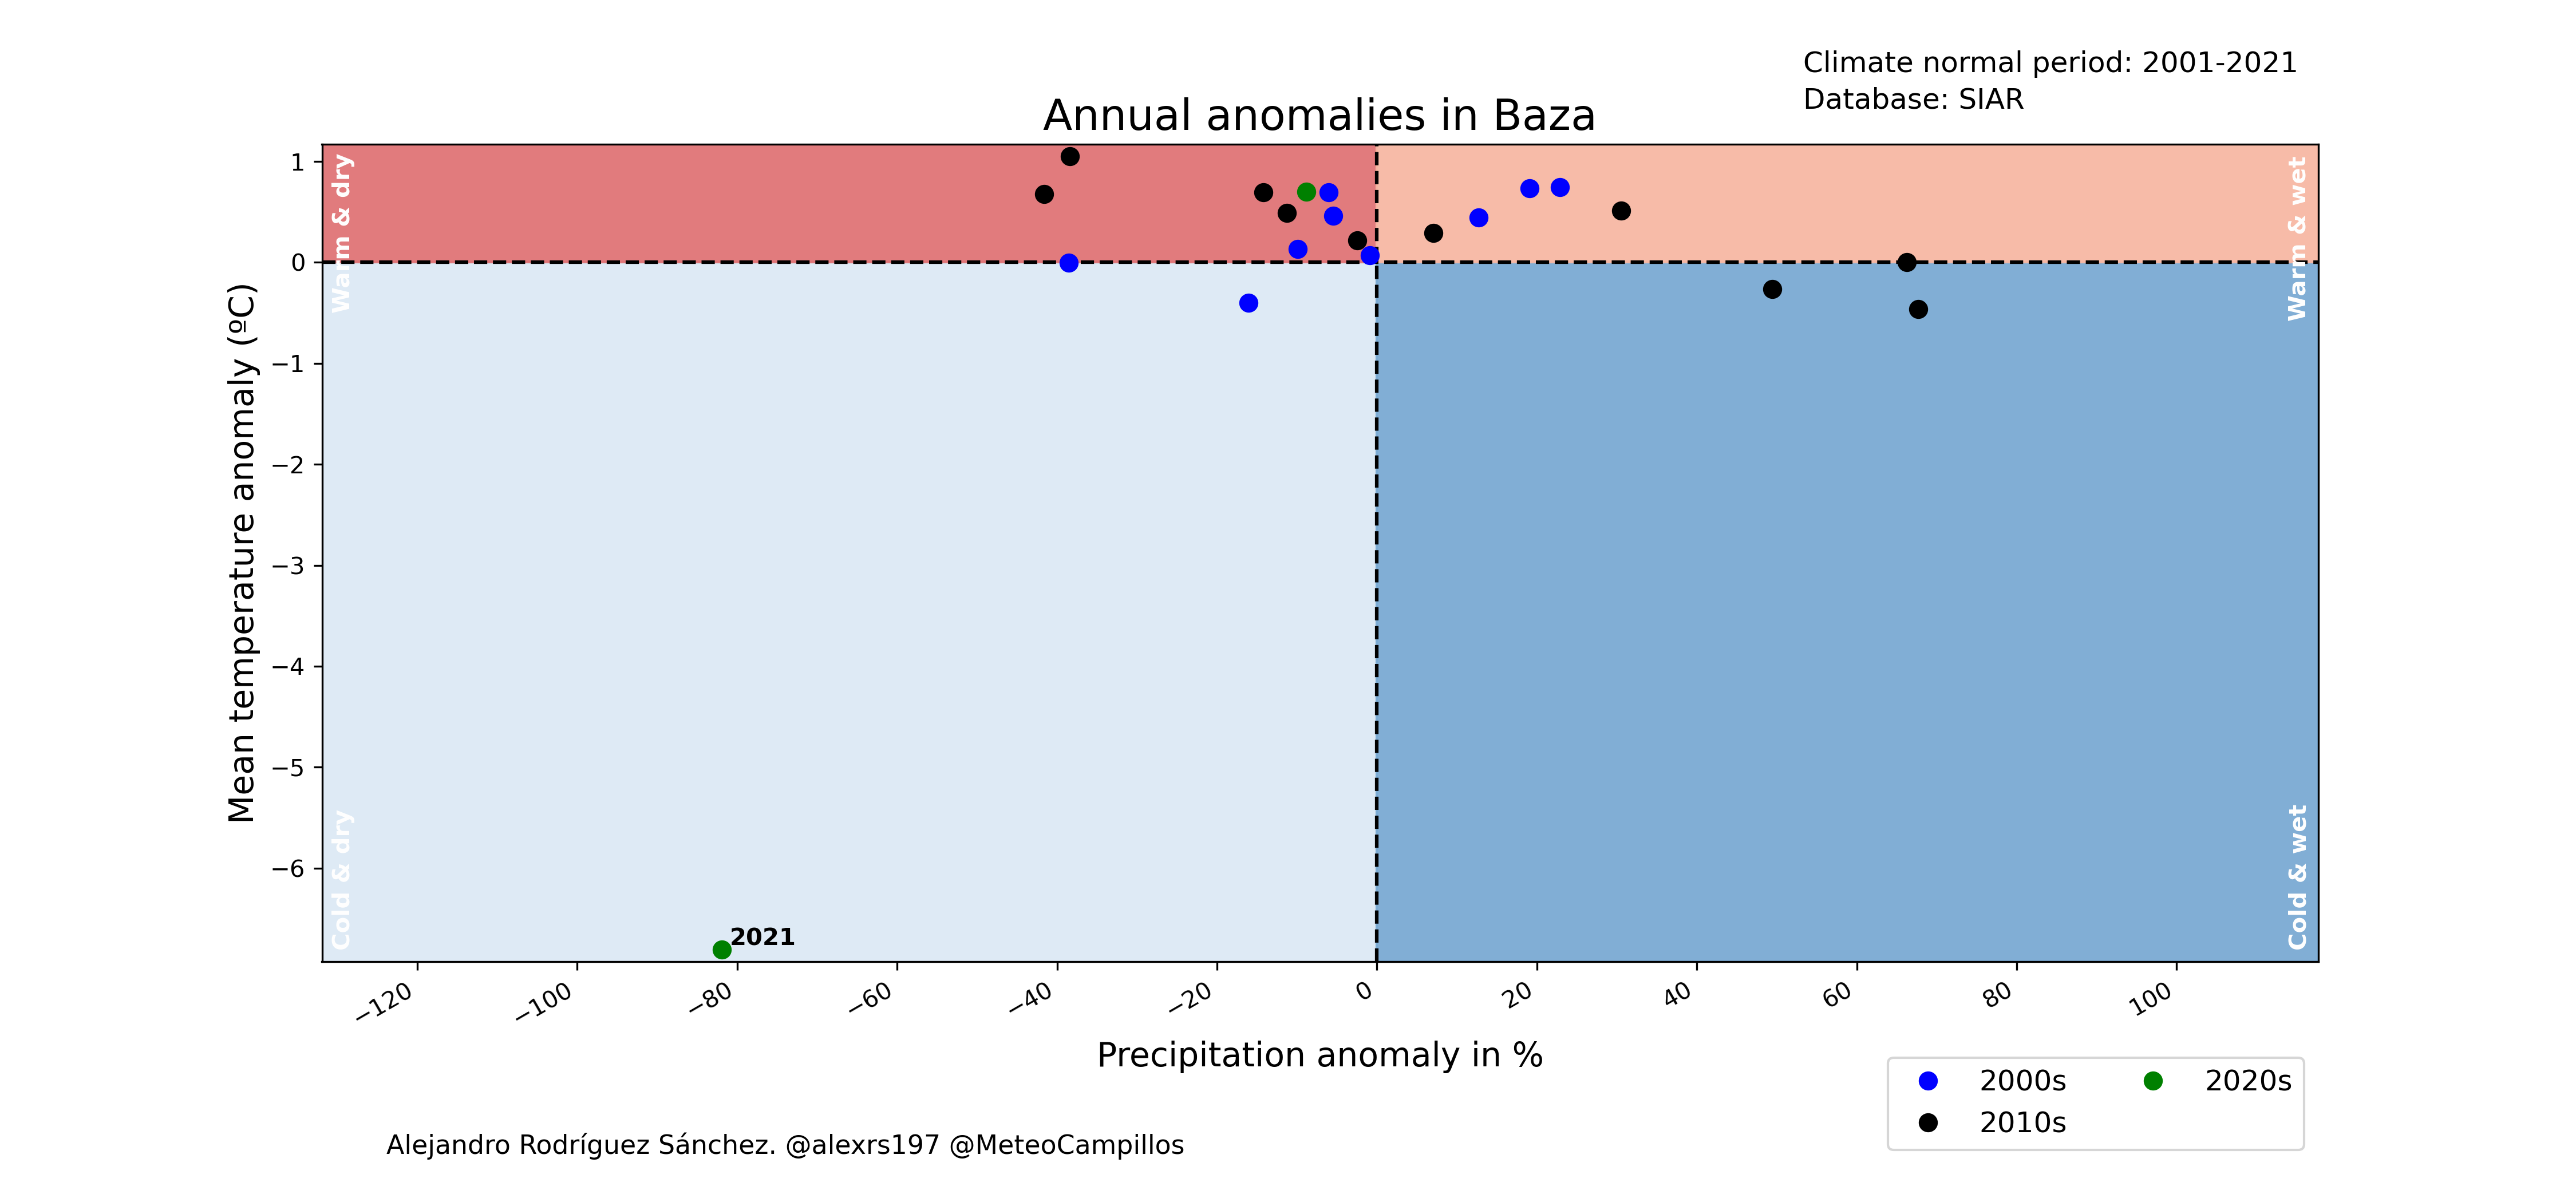 Climate normal period: 2001-2021
Database: SIAR
Annual anomalies in Baza
Warm & dry
Warm & wet
Cold & dry
Cold & wet
Mean temperature anomaly (ºC)
1
0
−1
−2
−3
−4
−5
−6
2021
−120
−100
−80
−60
−40
−20
0
20
40
60
80
100
Precipitation anomaly in %
2000s
2010s
2020s
Alejandro Rodríguez Sánchez. @alexrs197 @MeteoCampillos